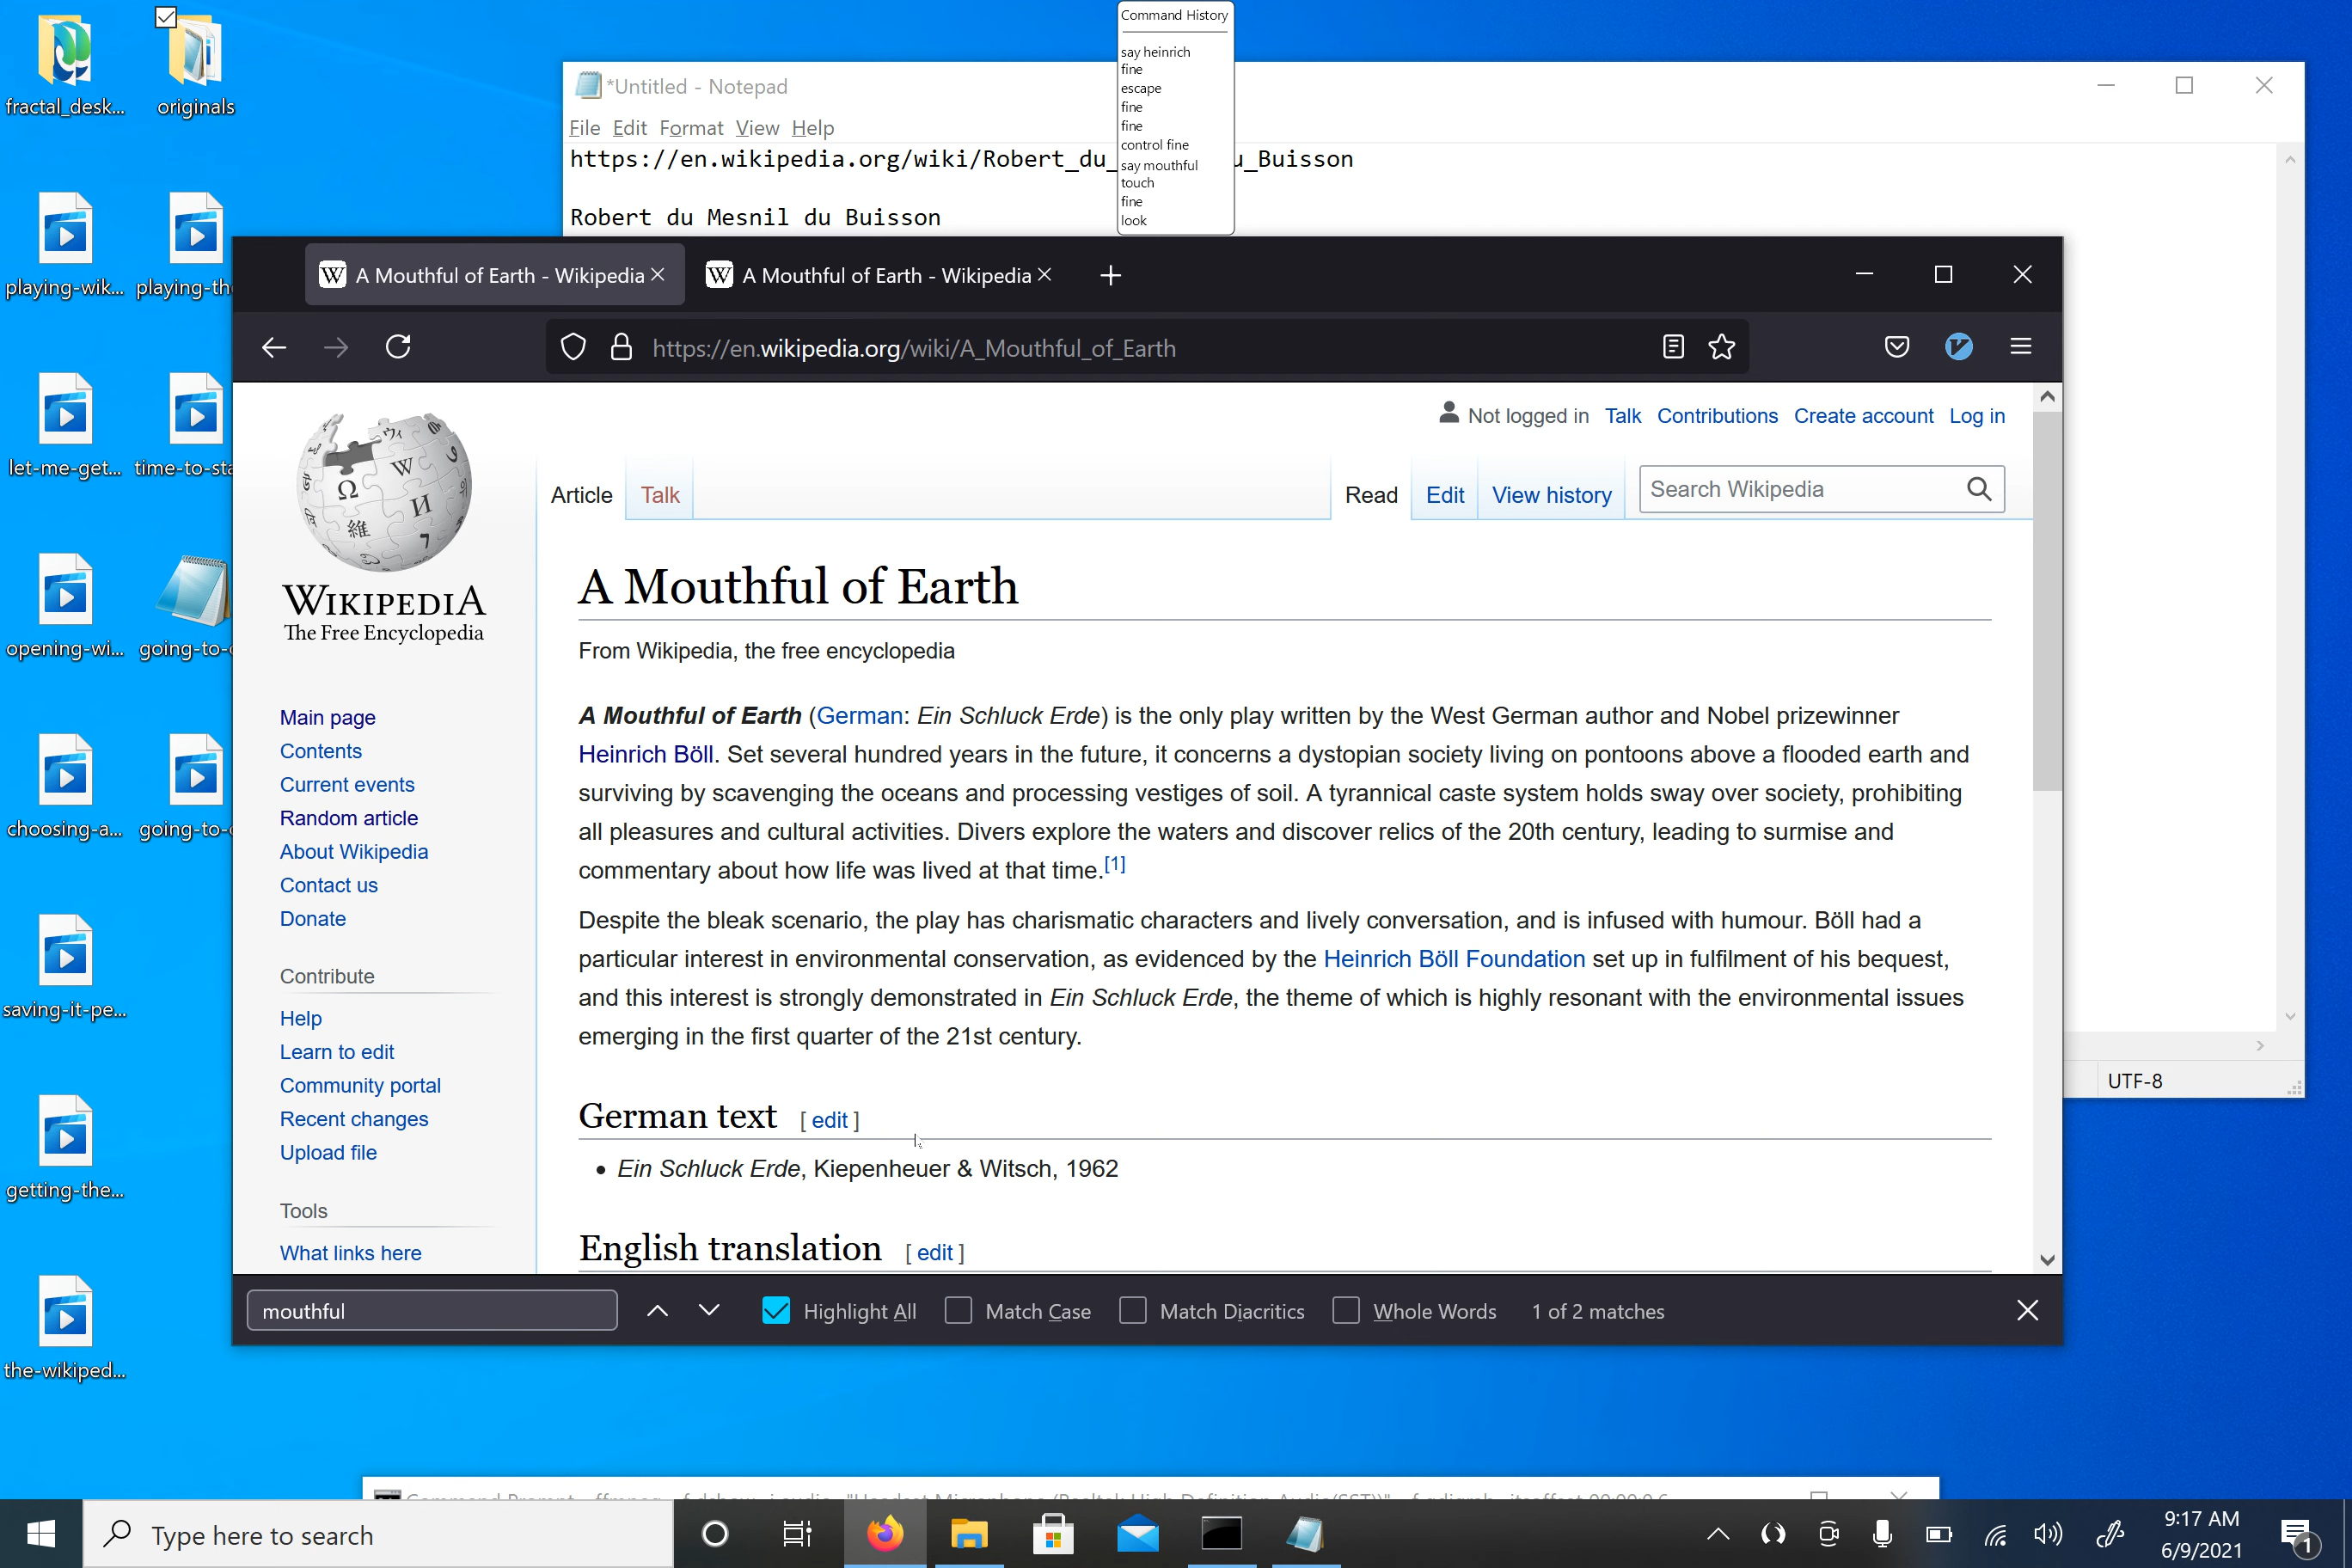 fractal_desk...
originals
playing-wik...
playing-th
let-me-get...
time-to-sta
opening-wi...
going-to-
choosing-a...
going-to-
saving-it-pe...
getting-the...
the-wikiped...
Command History
say heinrich
fine
escape
fine
fine
control fine
say mouthful
touch
fine
look
*Untitled - Notepad
File Edit Format View Help
https://en.wikipedia.org/wiki/Robert_du_ u_Buisson
Robert du Mesnil du Buisson
UTF-8
A Mouthful of Earth - Wikipedia
A Mouthful of Earth - Wikipedia
https://en.wikipedia.org/wiki/A_Mouthful_of_Earth
Not logged in Talk Contributions Create account Log in
Article Talk Read Edit View history Search Wikipedia
WIKIPEDIA
The Free Encyclopedia
Main page
Contents
Current events
Random article
About Wikipedia
Contact us
Donate
Contribute
Help
Learn to edit
Community portal
Recent changes
Upload file
Tools
What links here
A Mouthful of Earth
From Wikipedia, the free encyclopedia
A Mouthful of Earth (German: Ein Schluck Erde) is the only play written by the West German author and Nobel prizewinner
Heinrich Böll. Set several hundred years in the future, it concerns a dystopian society living on pontoons above a flooded earth and
surviving by scavenging the oceans and processing vestiges of soil. A tyrannical caste system holds sway over society, prohibiting
all pleasures and cultural activities. Divers explore the waters and discover relics of the 20th century, leading to surmise and
commentary about how life was lived at that time.[1]
Despite the bleak scenario, the play has charismatic characters and lively conversation, and is infused with humour. Böll had a
particular interest in environmental conservation, as evidenced by the Heinrich Böll Foundation set up in fulfilment of his bequest,
and this interest is strongly demonstrated in Ein Schluck Erde, the theme of which is highly resonant with the environmental issues
emerging in the first quarter of the 21st century.
German text [ edit ]
• Ein Schluck Erde, Kiepenheuer & Witsch, 1962
English translation [ edit ]
mouthful
Highlight All Match Case Match Diacritics Whole Words 1 of 2 matches
Type here to search
9:17 AM
6/9/2021
1